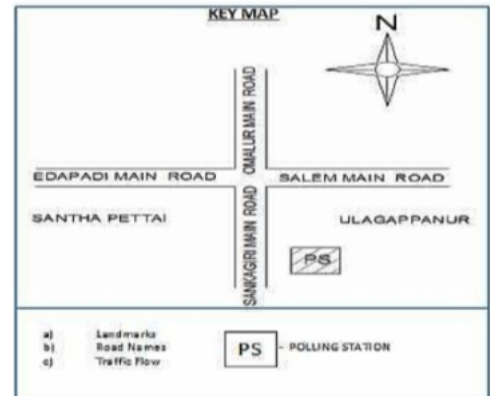 KEY MAP
N
OMALUR MAIN ROAD
EDAPADI MAIN ROAD
SALEM MAIN ROAD
SANTHA PETTAI
SANKAGIRI MAIN ROAD
ULAGAPPANUR
PS
a) Landmarks
b) Road Names
c) Traffic Flow
PS - POLLING STATION